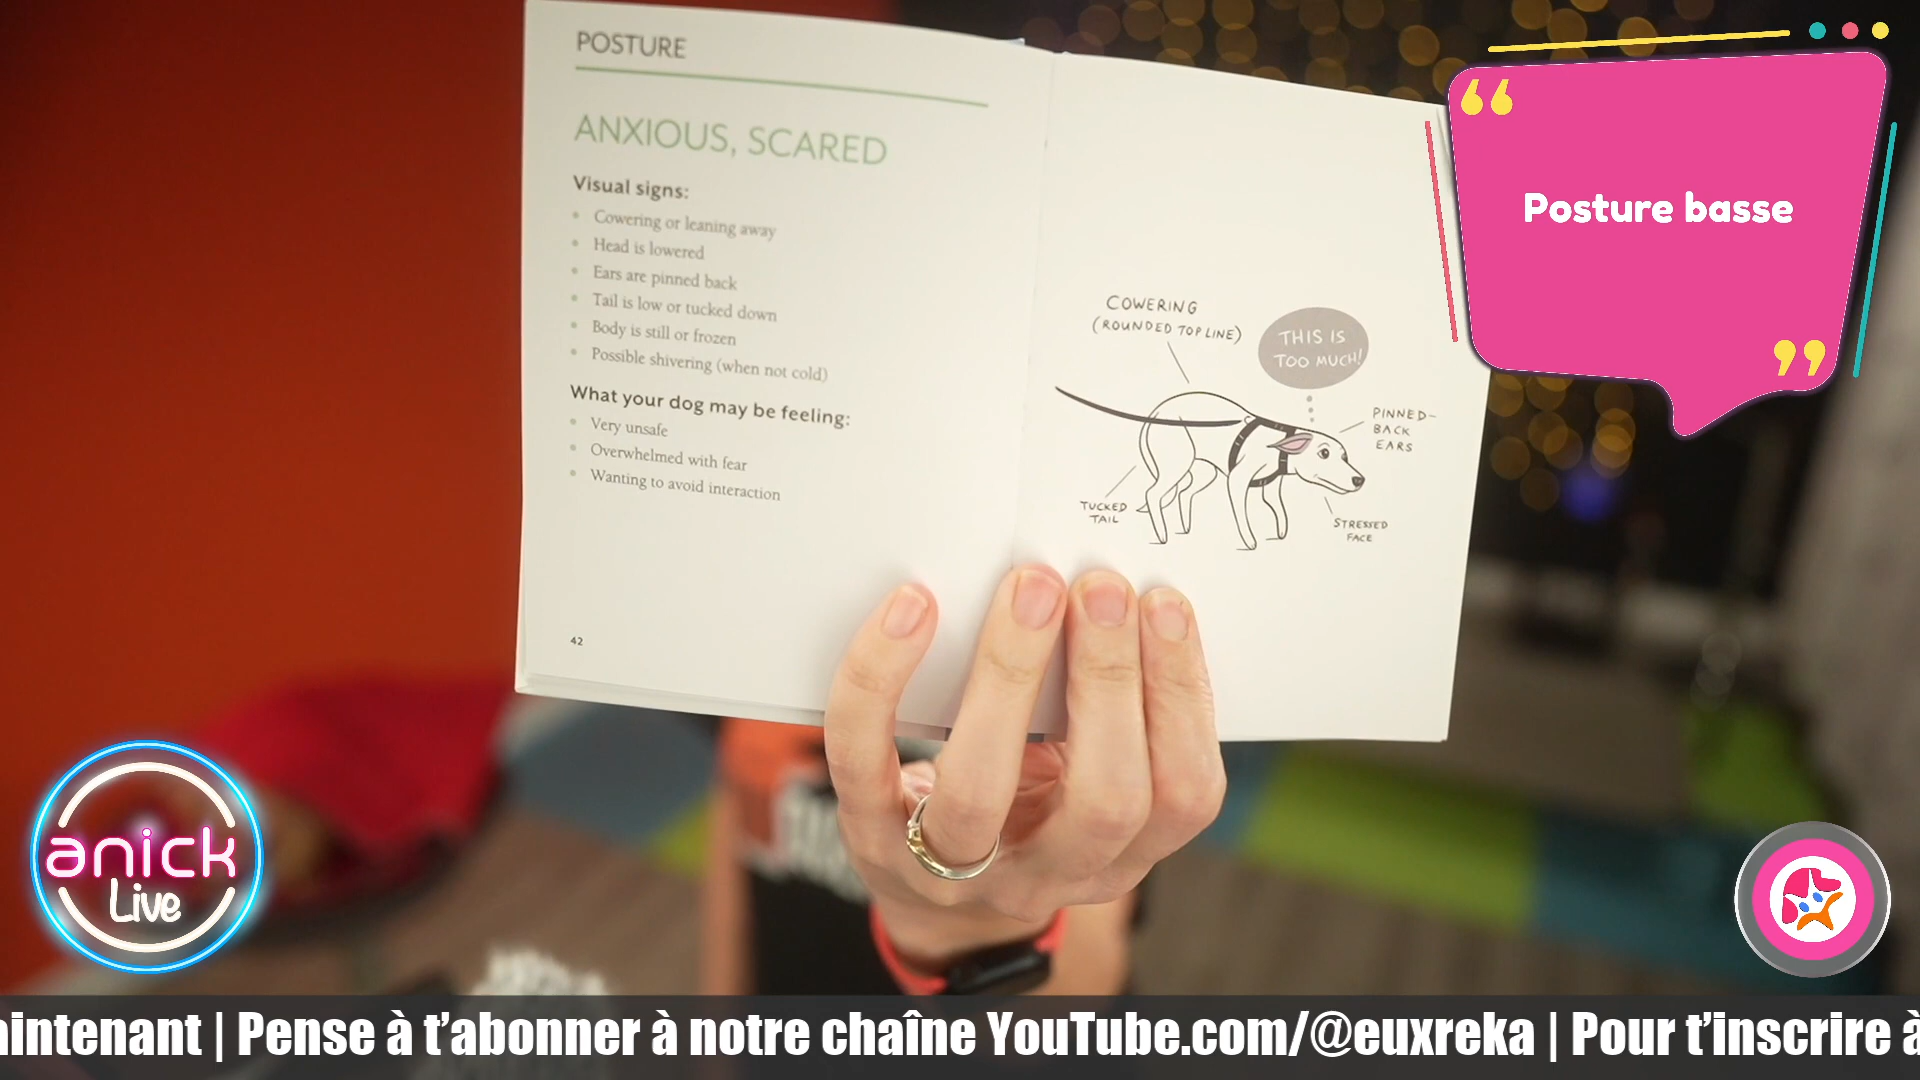 POSTURE
ANXIOUS, SCARED
Visual signs:
• Cowering or leaning away
• Head is lowered
• Ears are pinned back
• Tail is low or tucked down
• Body is still or frozen
• Possible shivering (when not cold)
What your dog may be feeling:
• Very unsafe
• Overwhelmed with fear
• Wanting to avoid interaction
42
COWERING
(ROUNDED TOP LINE)
THIS IS
TOO MUCH!
PINNED-
BACK
EARS
TUCKED
TAIL
STRESSED
FACE
“
Posture basse
”
anick
Live
aintenant | Pense à t’abonner à notre chaîne YouTube.com/@euxreka | Pour t’inscrire à